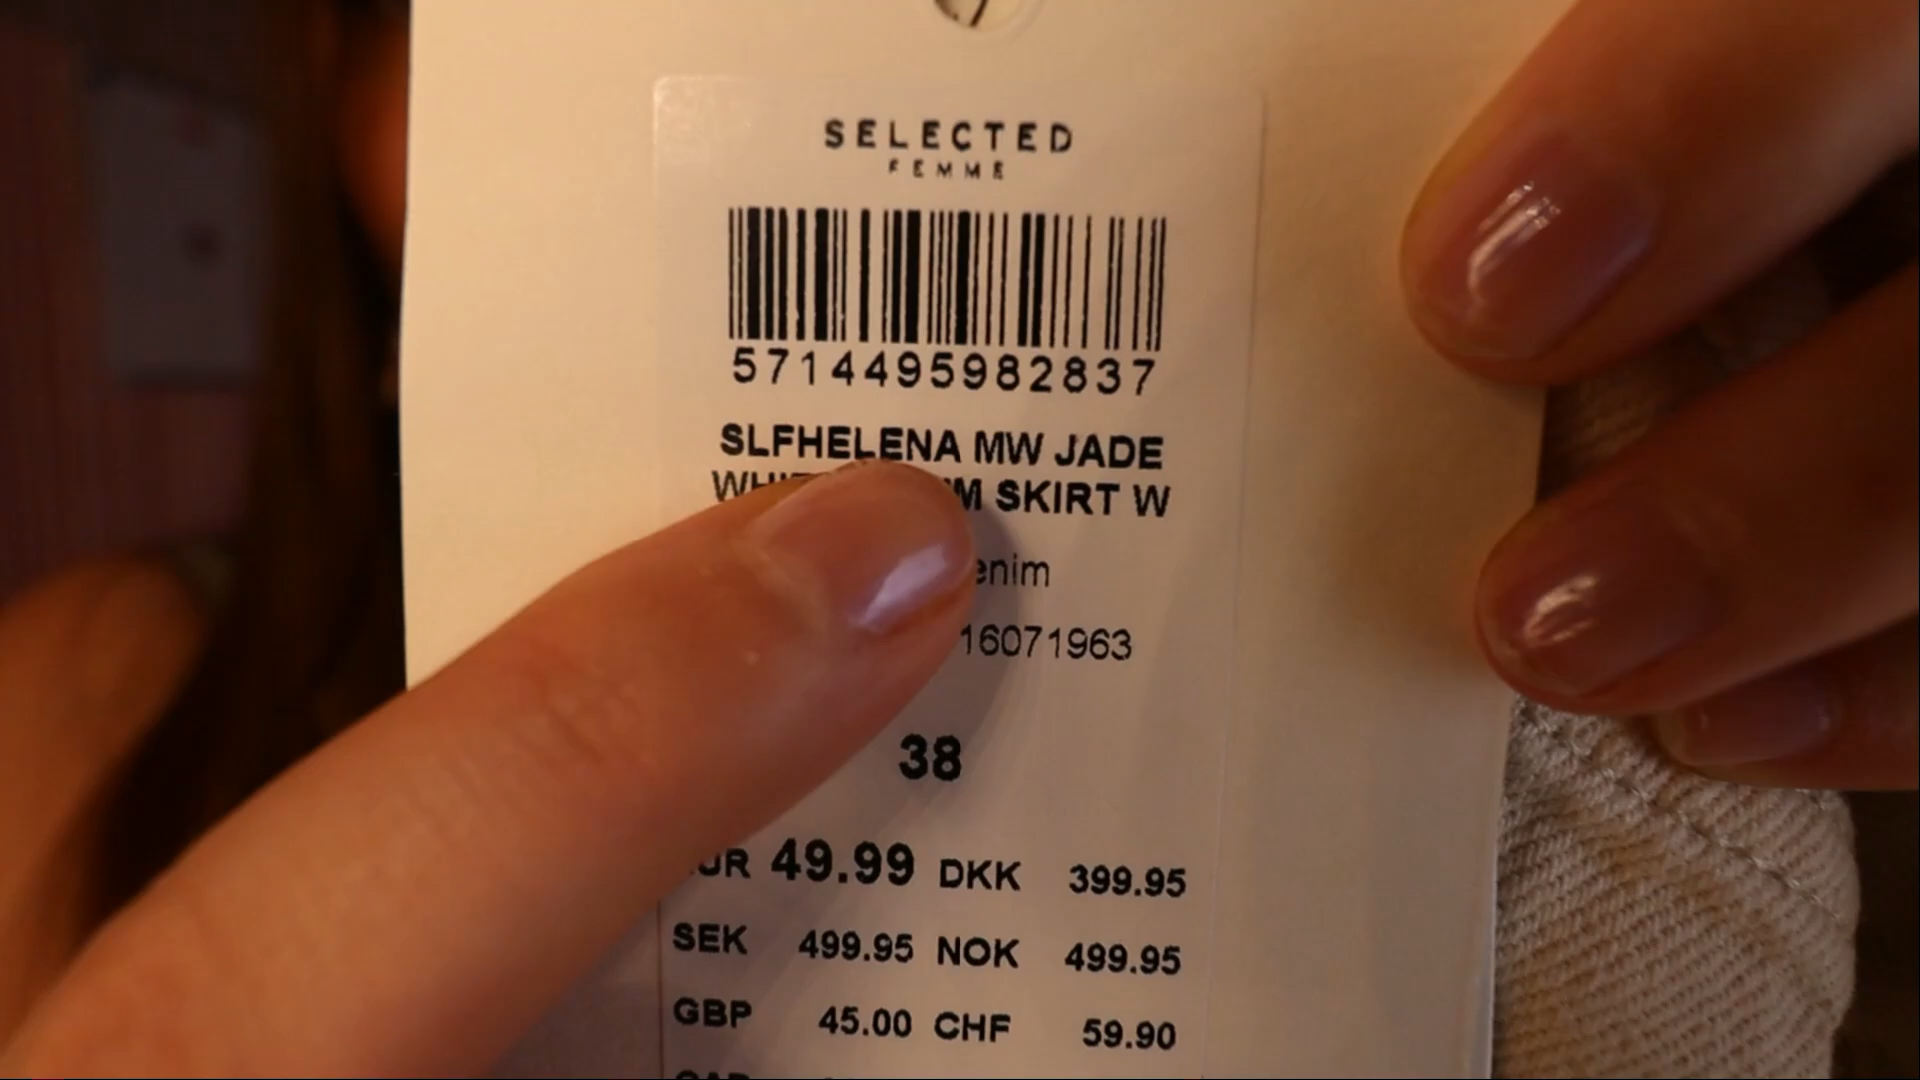 SELECTED
FEMME
5714495982837
SLFHELENA MW JADE
SKIRT W
16071963
38
49.99 DKK 399.95
SEK 499.95 NOK 499.95
GBP 45.00 CHF 59.90